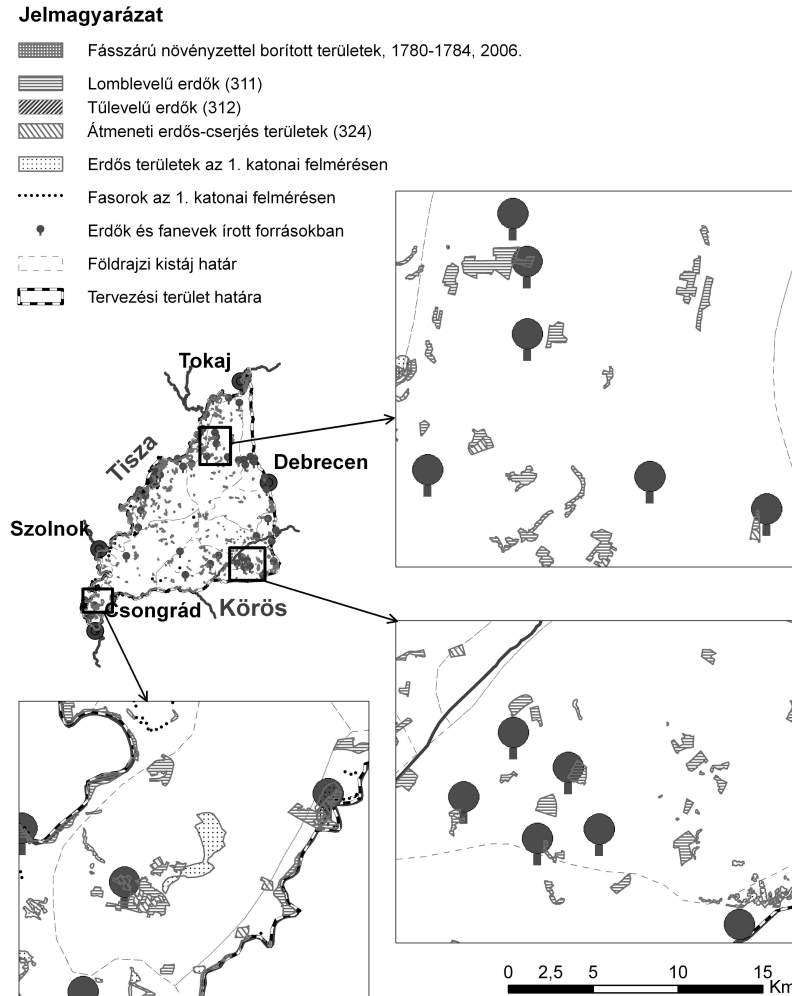 Jelmagyarázat
Fásszárú növényzettel borított területek, 1780-1784, 2006.
Lomblevelű erdők (311)
Tűlevelű erdők (312)
Átmeneti erdős-cserjés területek (324)
Erdős területek az 1. katonai felmérésen
Fasorok az 1. katonai felmérésen
Erdők és fanevek írott forrásokban
Földrajzi kistáj határ
Tervezési terület határa
Tokaj
Tisza
Debrecen
Szolnok
Csongrád
Körös
0 2,5 5 10 15
Km